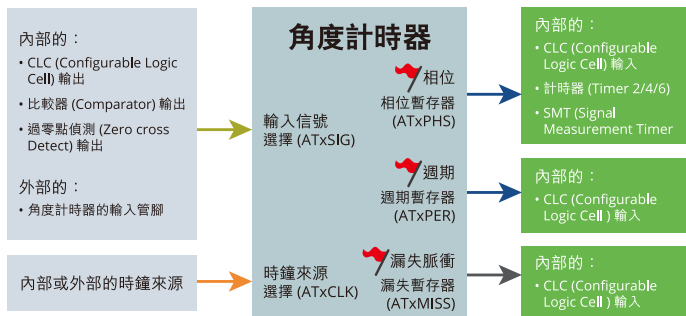 內部的：
• CLC (Configurable Logic
Cell) 輸出
• 比較器 (Comparator) 輸出
• 過零點偵測 (Zero cross
Detect) 輸出
外部的：
• 角度計時器的輸入管腳
內部或外部的時鐘來源
角度計時器
輸入信號
選擇 (ATxSIG)
時鐘來源
選擇 (ATxCLK)
相位
相位暫存器
(ATxPHS)
週期
週期暫存器
(ATxPER)
漏失脈衝
漏失暫存器
(ATxMISS)
內部的：
• CLC (Configurable
Logic Cell) 輸入
• 計時器 (Timer 2/4/6)
• SMT (Signal
Measurement Timer
內部的：
• CLC (Configurable
Logic Cell ) 輸入
內部的：
• CLC (Configurable
Logic Cell ) 輸入